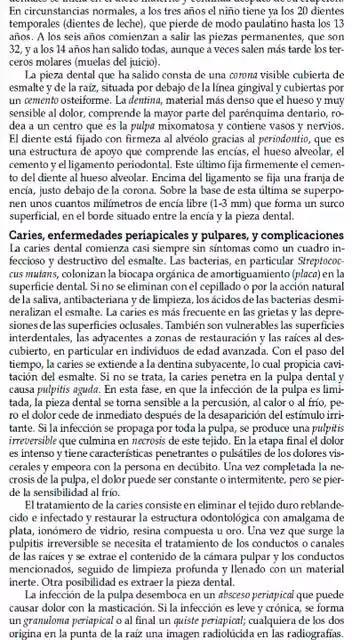 En circunstancias normales, a los tres años el niño tiene ya los 20 dientes
temporales (dientes de leche), que pierde de modo paulatino hasta los 13
años. A los seis años comienzan a salir las piezas permanentes, que son
32, y a los 14 años han salido todas, aunque a veces salen más tarde los ter-
ceros molares (muelas del juicio).
La pieza dental que ha salido consta de una corona visible cubierta de
esmalte y de la raíz, situada por debajo de la línea gingival y cubiertas por
un cemento osteiforme. La dentina, material más denso que el hueso y muy
sensible al dolor, comprende la mayor parte del parénquima dentario, ro-
dea a un centro que es la pulpa mixomatosa y contiene vasos y nervios.
El diente está fijado con firmeza al alvéolo gracias al periodontio, que es
una estructura de apoyo que comprende las encías, el hueso alveolar, el
cemento y el ligamento periodontal. Este último fija firmemente el cemen-
to del diente al hueso alveolar. Encima del ligamento se fija una franja de
encía, justo debajo de la corona. Sobre la base de esta última se superpo-
nen unos cuantos milímetros de encía libre (1-3 mm) que forma un surco
superficial, en el borde situado entre la encía y la pieza dental.
Caries, enfermedades periapicales y pulpares, y complicaciones
La caries dental comienza casi siempre sin síntomas como un cuadro in-
feccioso y destructivo del esmalte. Las bacterias, en particular Streptococ-
cus mutans, colonizan la biocapa orgánica de amortiguamiento (placa) en la
superficie dental. Si no se eliminan con el cepillado o por la acción natural
de la saliva, antibacteriana y de limpieza, los ácidos de las bacterias desmi-
neralizan el esmalte. La caries es más frecuente en las grietas y las depre-
siones de las superficies oclusales. También son vulnerables las superficies
interdentales, las adyacentes a zonas de restauración y las raíces al des-
cubierto, en particular en individuos de edad avanzada. Con el paso del
tiempo, la caries se extiende a la dentina subyacente, lo cual propicia cavi-
tación del esmalte. Si no se trata, la caries penetra en la pulpa dental y
causa pulpitis aguda. En esta fase, en que la infección de la pulpa es limi-
tada, la pieza dental se torna sensible a la percusión, al calor o al frío, pe-
ro el dolor cede de inmediato después de la desaparición del estímulo irri-
tante. Si la infección se propaga por toda la pulpa, se produce una pulpitis
irreversible que culmina en necrosis de este tejido. En la etapa final el dolor
es intenso y tiene características penetrantes o pulsátiles de los dolores vis-
cerales y empeora con la persona en decúbito. Una vez completada la ne-
crosis de la pulpa, el dolor puede ser constante o intermitente, pero se pier-
de la sensibilidad al frío.
El tratamiento de la caries consiste en eliminar el tejido duro reblande-
cido e infectado y restaurar la estructura odontológica con amalgama de
plata, ionómero de vidrio, resina compuesta u oro. Una vez que surge la
pulpitis irreversible se necesita el tratamiento de los conductos o canales
de las raíces y se extrae el contenido de la cámara pulpar y los conductos
mencionados, seguido de limpieza profunda y llenado con un material
inerte. Otra posibilidad es extraer la pieza dental.
La infección de la pulpa desemboca en un absceso periapical que puede
causar dolor con la masticación. Si la infección es leve y crónica, se forma
un granuloma periapical o al final un quiste periapical; cualquiera de los dos
origina en la punta de la raíz una imagen radiolúcida en las radiografías.